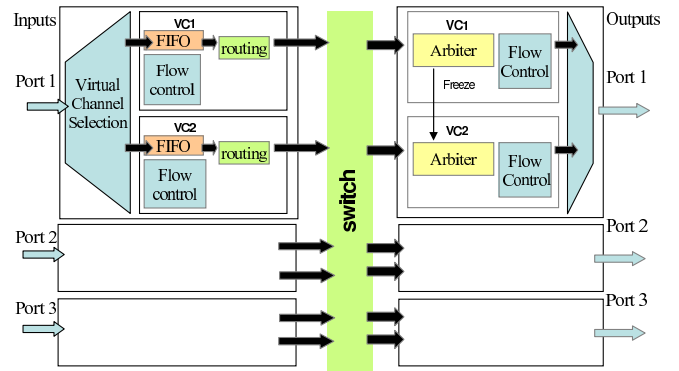 Inputs
Port 1
Virtual
Channel
Selection
VC1
FIFO
routing
Flow
control
VC2
FIFO
routing
Flow
control
Port 2
Port 3
switch
Outputs
VC1
Arbiter
Flow
Control
Freeze
VC2
Arbiter
Flow
Control
Port 1
Port 2
Port 3